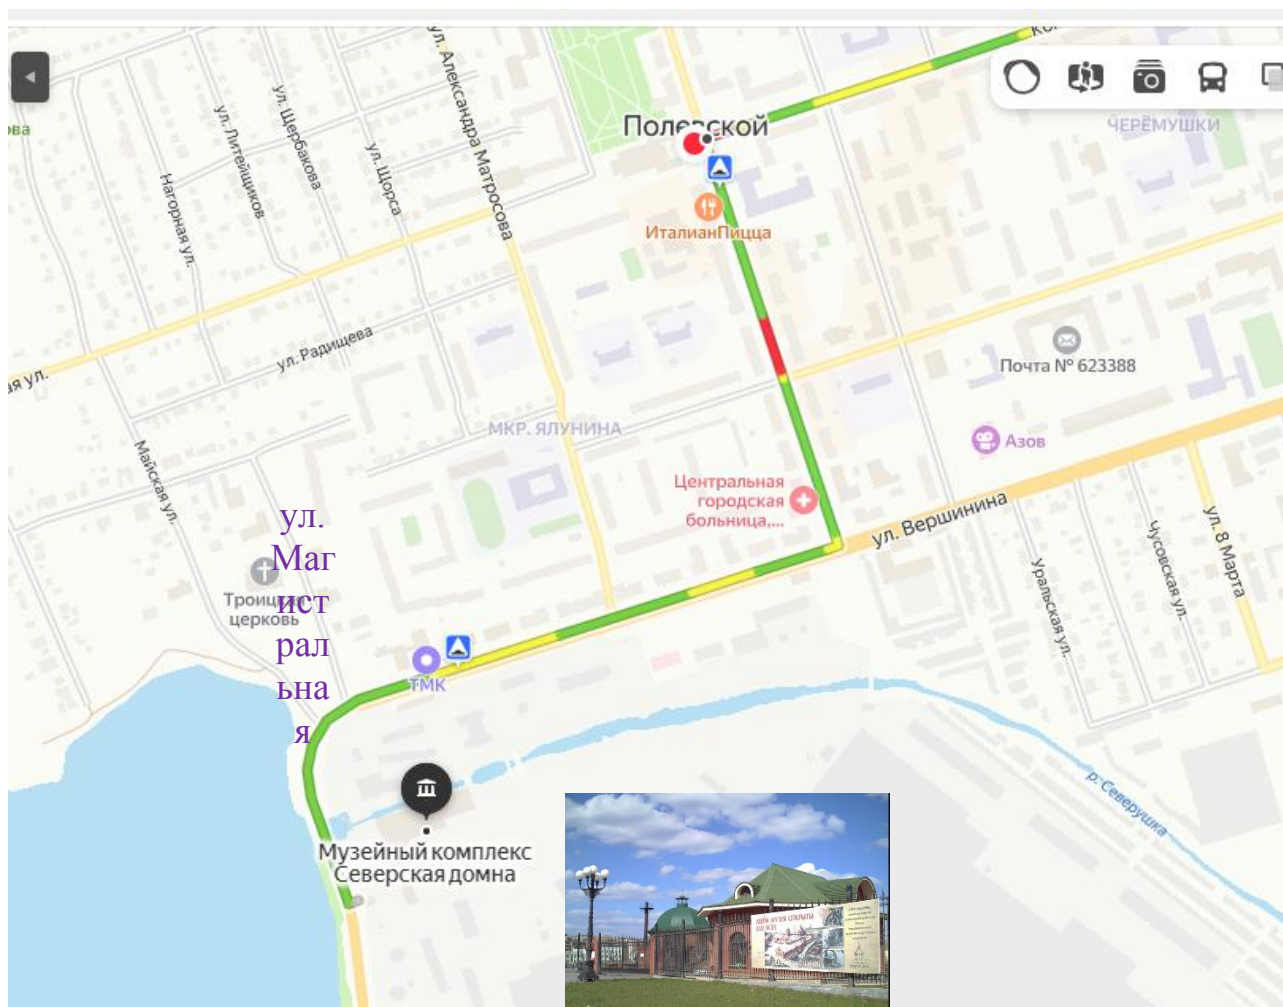 ул. Александра Матросова
ул. Щербакова
ул. Литейщиков
ул. Щорса
Нагорная ул.
Полевской
ЧЕРЁМУШКИ
ИталианПицца
ул. Радищева
Почта № 623388
МКР. ЯЛУНИНА
Азов
Майская ул.
Центральная
городская
больница,...
ул. Вершинина
ул. 8 Марта
Чусовская ул.
Уральская ул.
ул.
Маг
ист
рал
ьна
я
Троицкая
церковь
ТМК
р. Северушка
Музейный комплекс
Северская домна